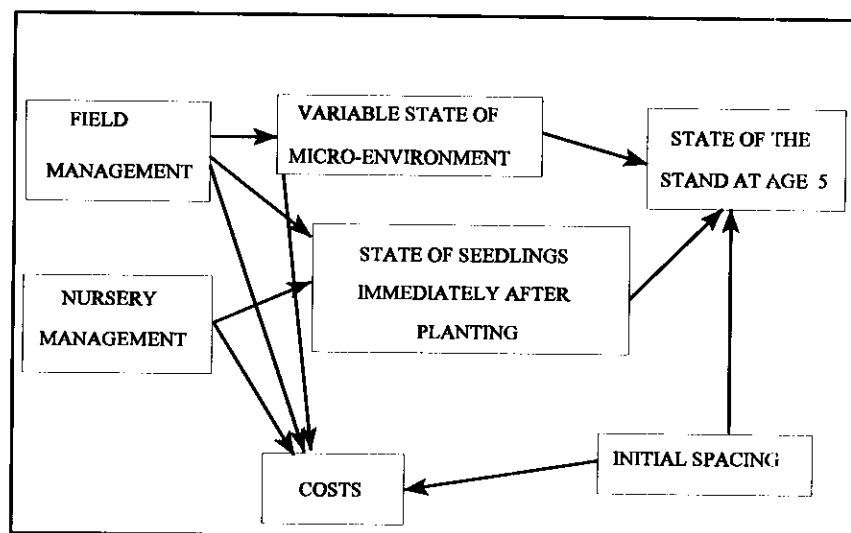 FIELD
MANAGEMENT
VARIABLE STATE OF
MICRO-ENVIRONMENT
STATE OF THE
STAND AT AGE 5
STATE OF SEEDLINGS
IMMEDIATELY AFTER
PLANTING
NURSERY
MANAGEMENT
COSTS
INITIAL SPACING